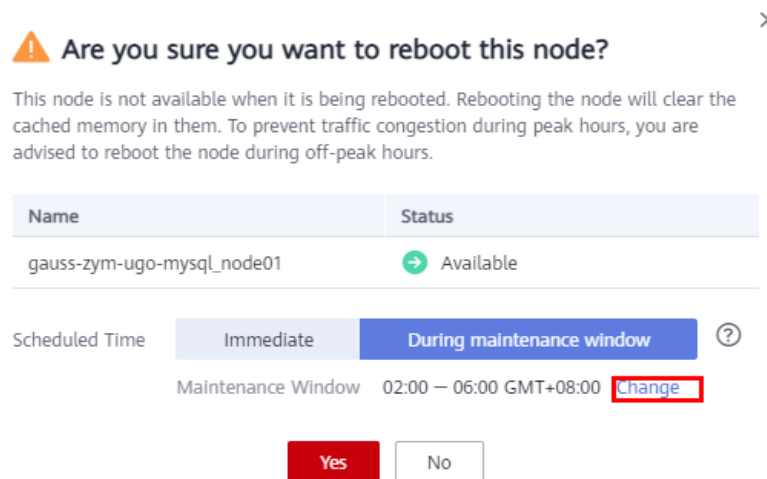 Are you sure you want to reboot this node?
This node is not available when it is being rebooted. Rebooting the node will clear the
cached memory in them. To prevent traffic congestion during peak hours, you are
advised to reboot the node during off-peak hours.
Name Status
gauss-zym-ugo-mysql_node01 Available
Scheduled Time Immediate During maintenance window ?
Maintenance Window 02:00 — 06:00 GMT+08:00 Change
Yes No